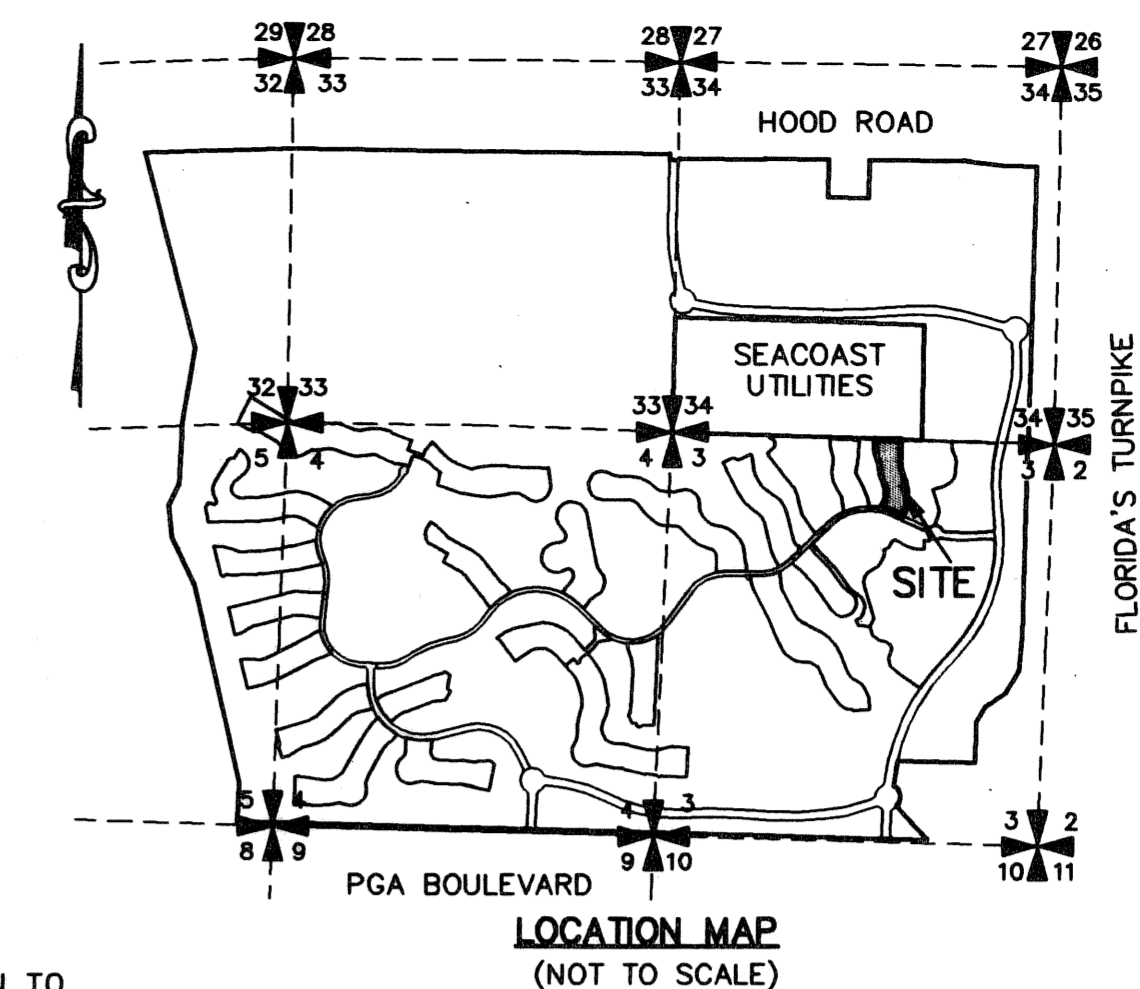 29 28
32 33
28 27
33 34
27 26
34 35
HOOD ROAD
SEACOAST
UTILITIES
32 33
5 4
33 34
4 3
34 35
3 2
FLORIDA'S TURNPIKE
SITE
5 4
8 9
4 3
9 10
3 2
10 11
PGA BOULEVARD
LOCATION MAP
(NOT TO SCALE)
TO